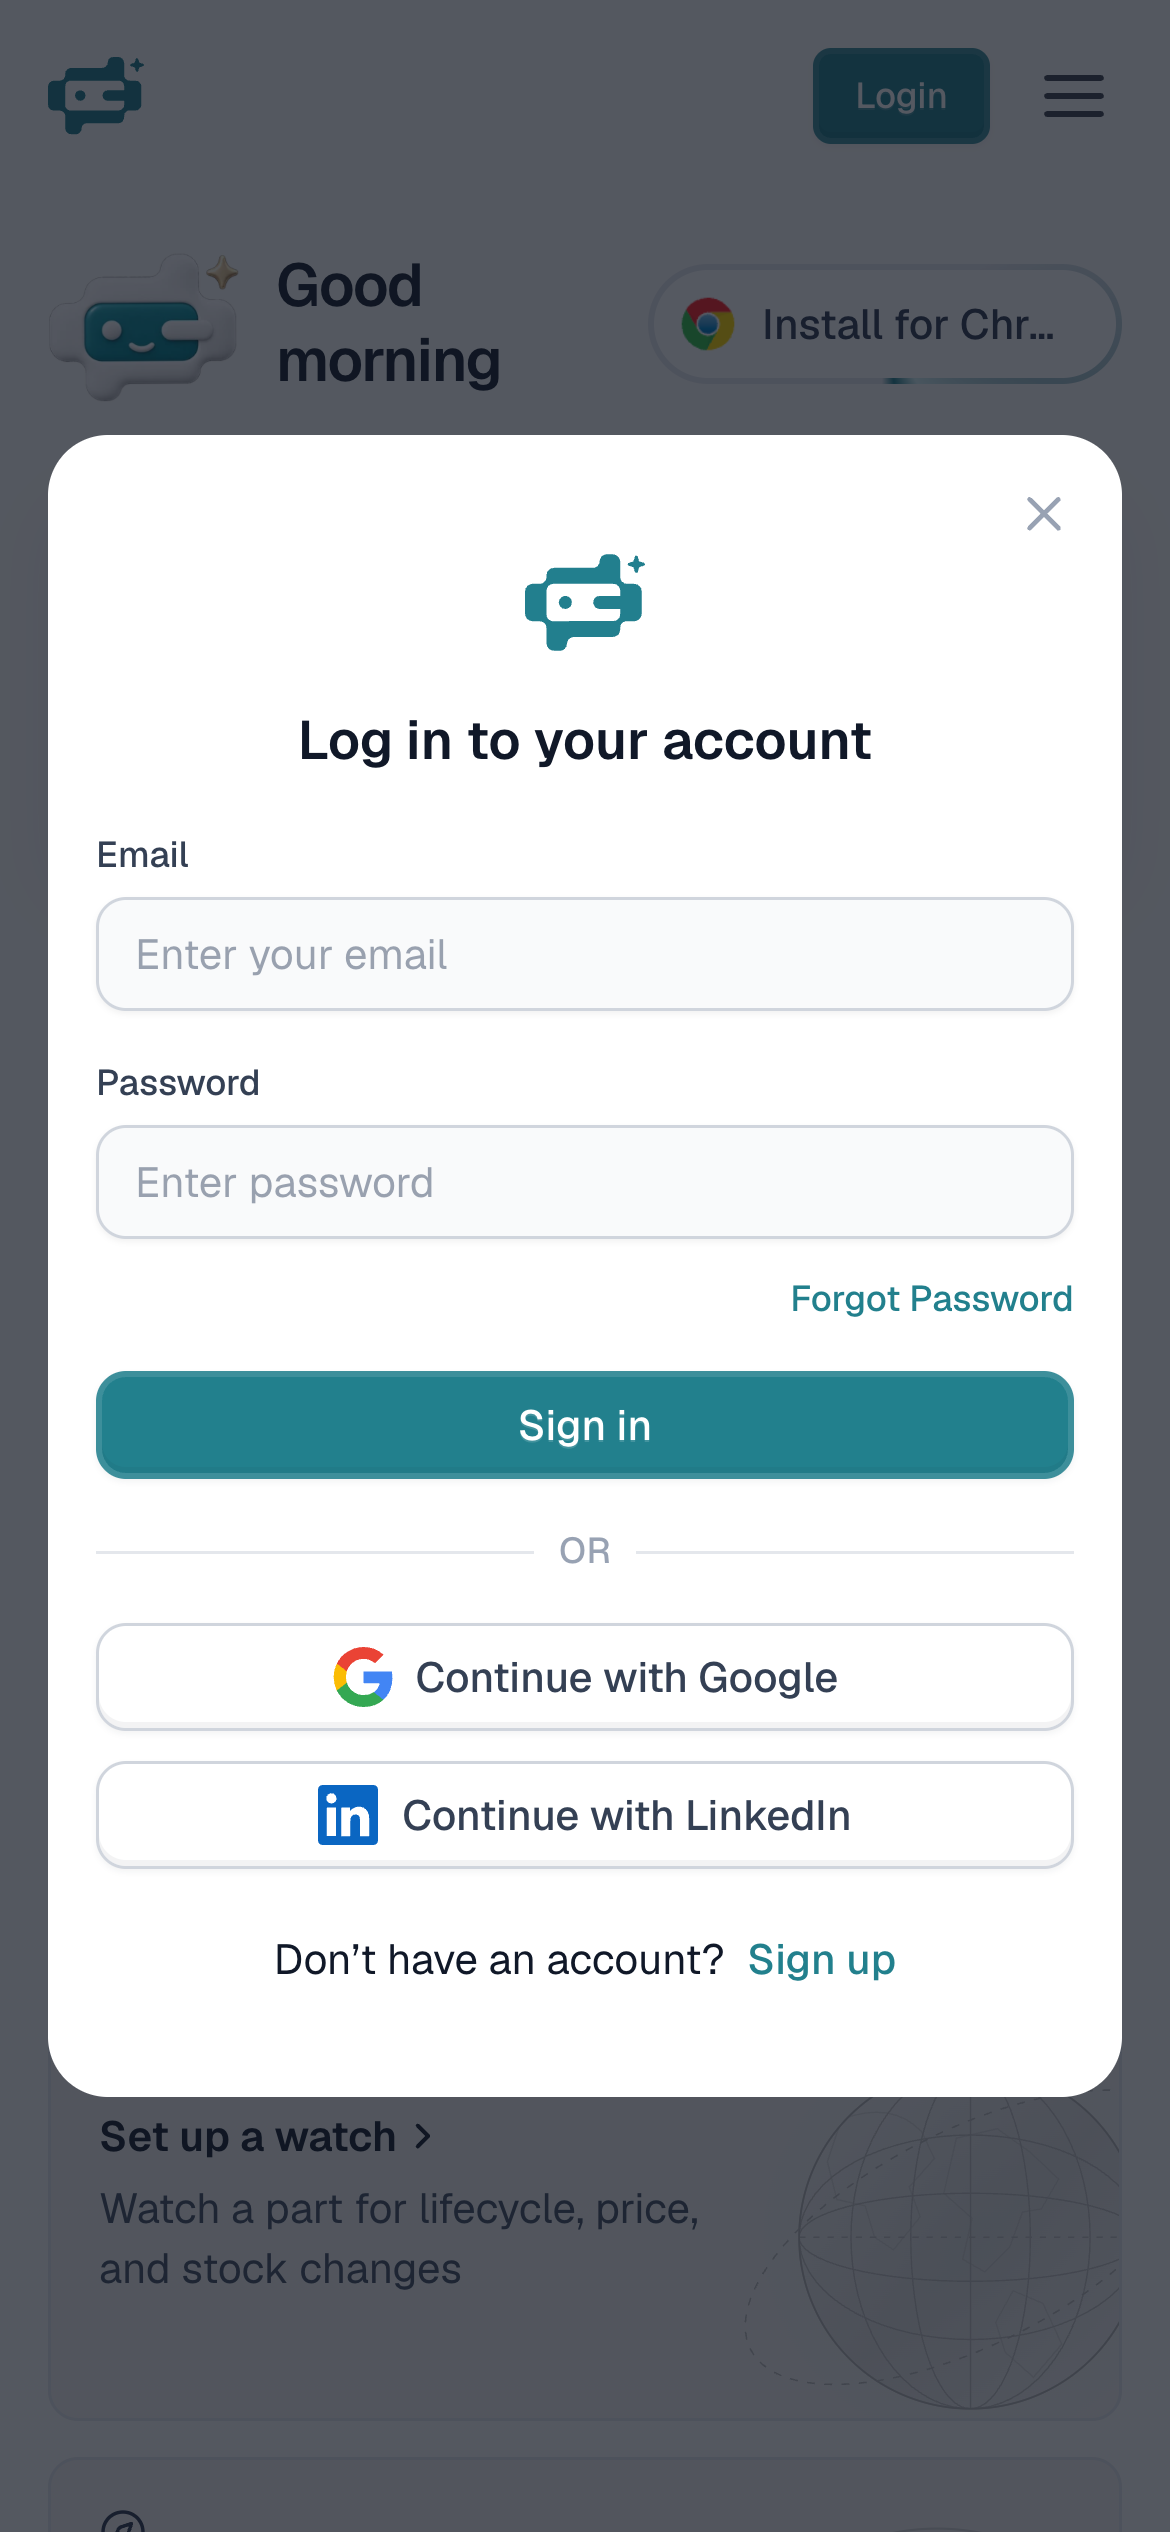 Login
Good
morning
Install for Chr...
Log in to your account
Email
Enter your email
Password
Enter password
Forgot Password
Sign in
OR
Continue with Google
in
Continue with LinkedIn
Don’t have an account? Sign up
Set up a watch
Watch a part for lifecycle, price,
and stock changes